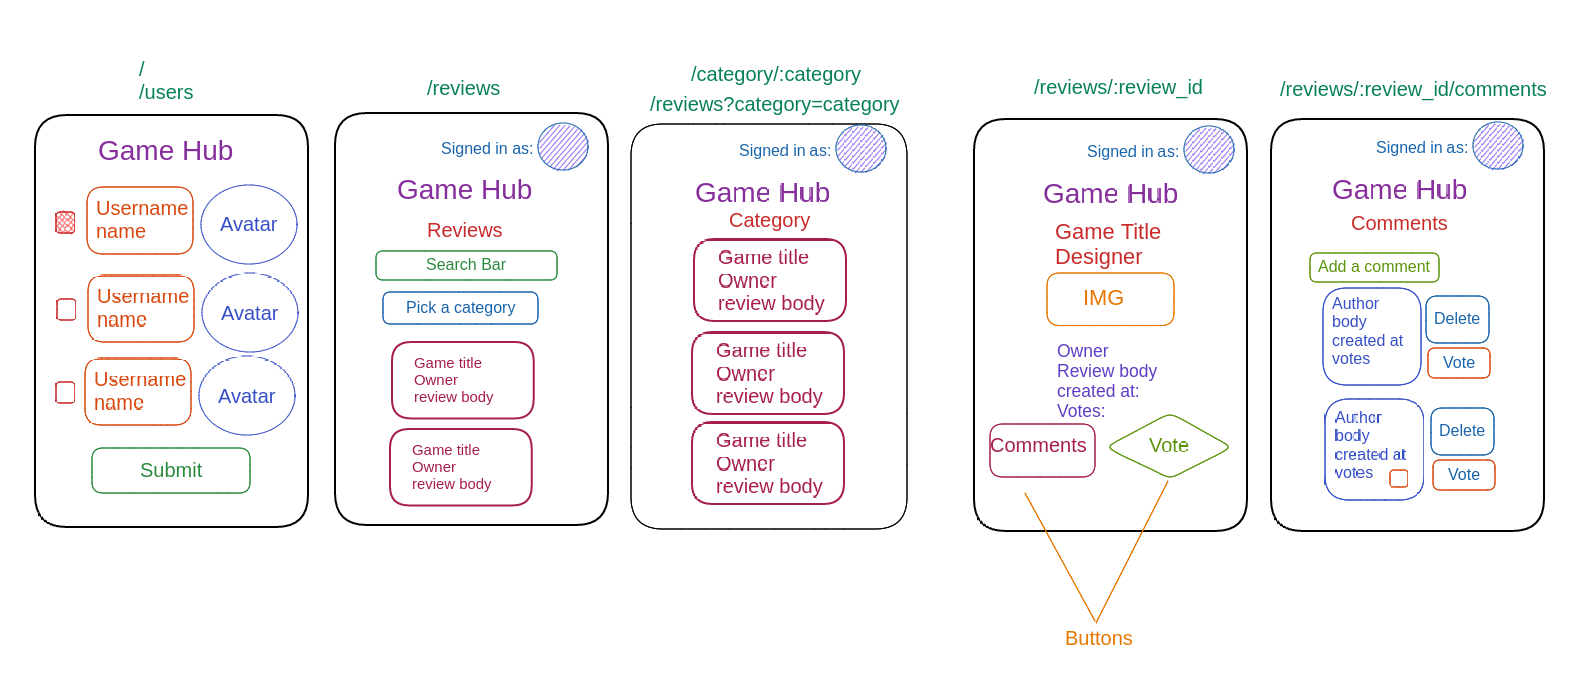 /
/users
Game Hub
Username
name
Avatar
Username
name
Avatar
Username
name
Avatar
Submit
/reviews
Signed in as:
Game Hub
Reviews
Search Bar
Pick a category
Game title
Owner
review body
Game title
Owner
review body
/category/:category
/reviews?category=category
Signed in as:
Game Hub
Category
Game title
Owner
review body
Game title
Owner
review body
Game title
Owner
review body
/reviews/:review_id
Signed in as:
Game Hub
Game Title
Designer
IMG
Owner
Review body
created at:
Votes:
Comments
Vote
Buttons
/reviews/:review_id/comments
Signed in as:
Game Hub
Comments
Add a comment
Author
body
created at
votes
Delete
Vote
Author
body
created at
votes
Delete
Vote